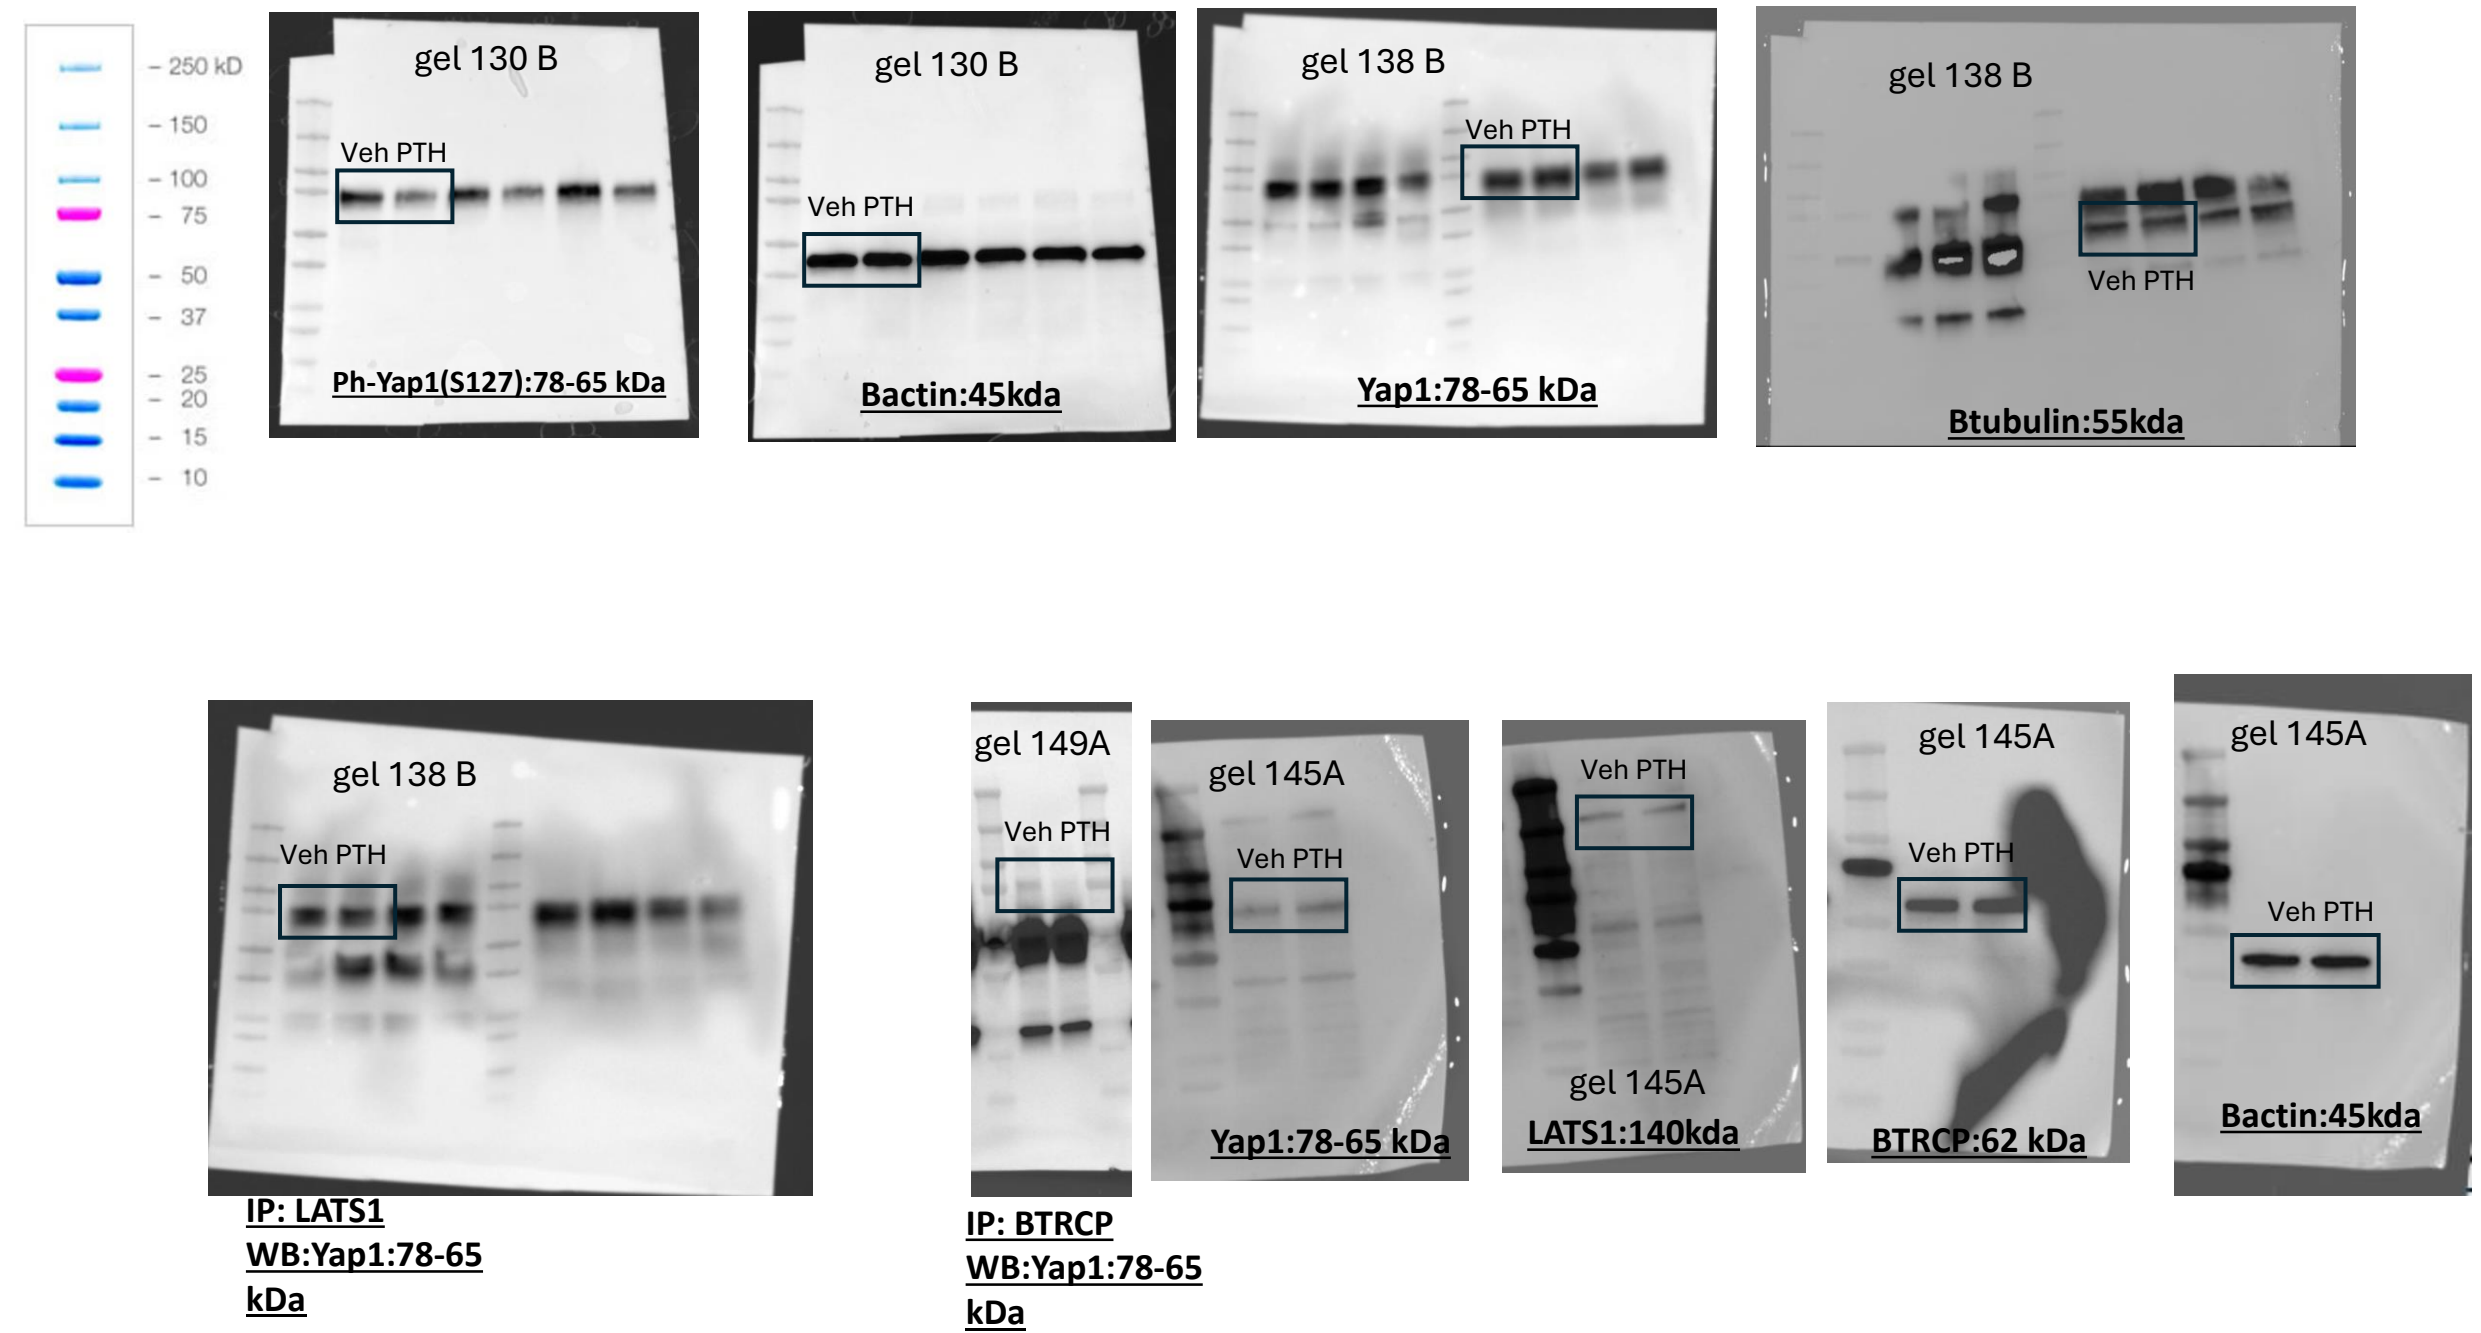 250 kD
150
100
75
50
37
25
20
15
10
gel 130 B
Veh PTH
Ph-Yap1(S127):78-65 kDa
gel 130 B
Veh PTH
Bactin:45kda
gel 138 B
Veh PTH
Yap1:78-65 kDa
gel 138 B
Veh PTH
Btubulin:55kda
gel 138 B
Veh PTH
IP: LATS1
WB:Yap1:78-65
kDa
gel 149A
Veh PTH
IP: BTRCP
WB:Yap1:78-65
kDa
gel 145A
Veh PTH
Yap1:78-65 kDa
Veh PTH
gel 145A
LATS1:140kda
gel 145A
Veh PTH
BTRCP:62 kDa
gel 145A
Veh PTH
Bactin:45kda